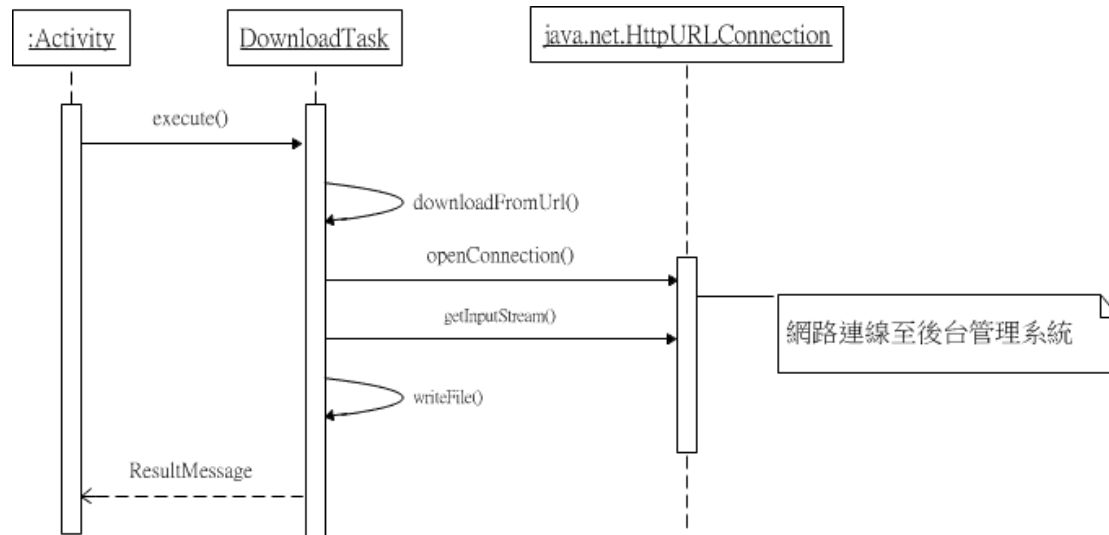 :Activity
DownloadTask
java.net.HttpURLConnection
execute()
downloadFromUrl()
openConnection()
getInputStream()
網路連線至後台管理系統
writeFile()
ResultMessage